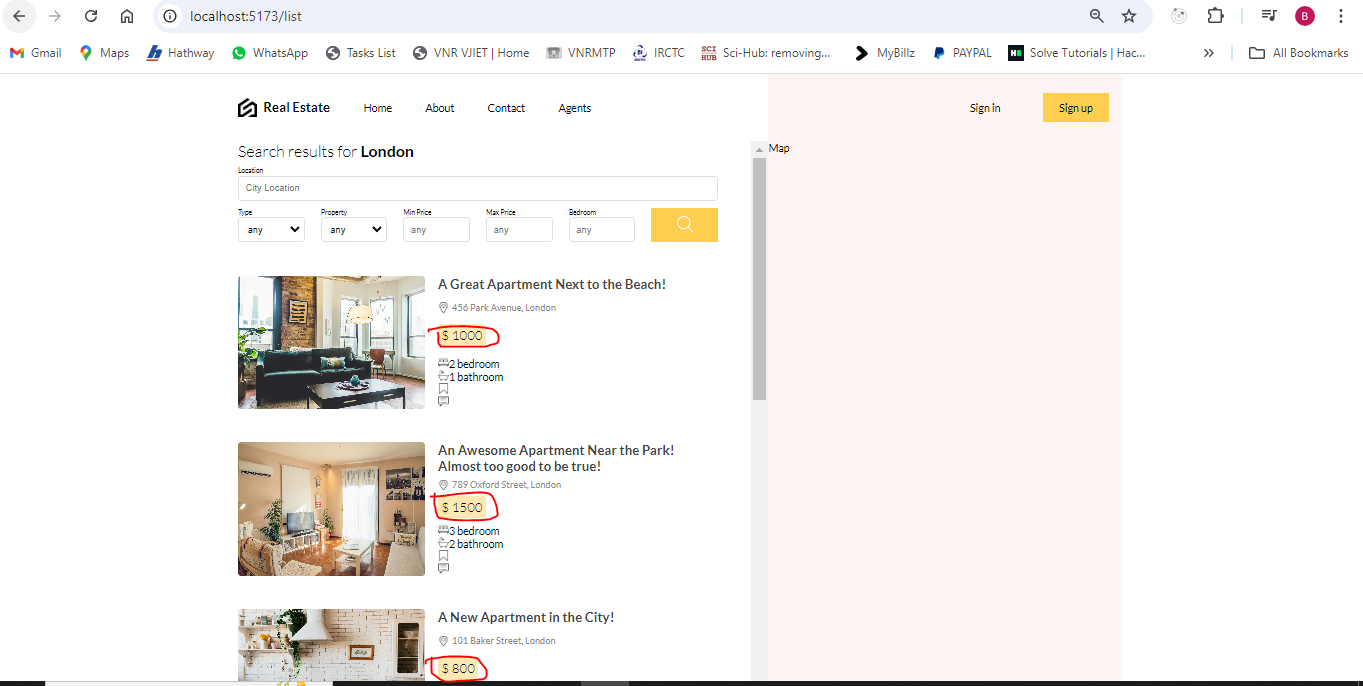 localhost:5173/list
B
Gmail Maps Hathway WhatsApp Tasks List VNR VJIET | Home VNRMTP IRCTC SCI HUB Sci-Hub: removing... MyBillz PAYPAL Solve Tutorials | Hac... » All Bookmarks
Real Estate Home About Contact Agents Sign in Sign up
Search results for London
Map
Location
City Location
Type Property Min Price Max Price Bedroom
any any any any any
A Great Apartment Next to the Beach!
456 Park Avenue, London
$ 1000
2 bedroom
1 bathroom
An Awesome Apartment Near the Park!
Almost too good to be true!
789 Oxford Street, London
$ 1500
3 bedroom
2 bathroom
A New Apartment in the City!
101 Baker Street, London
$ 800